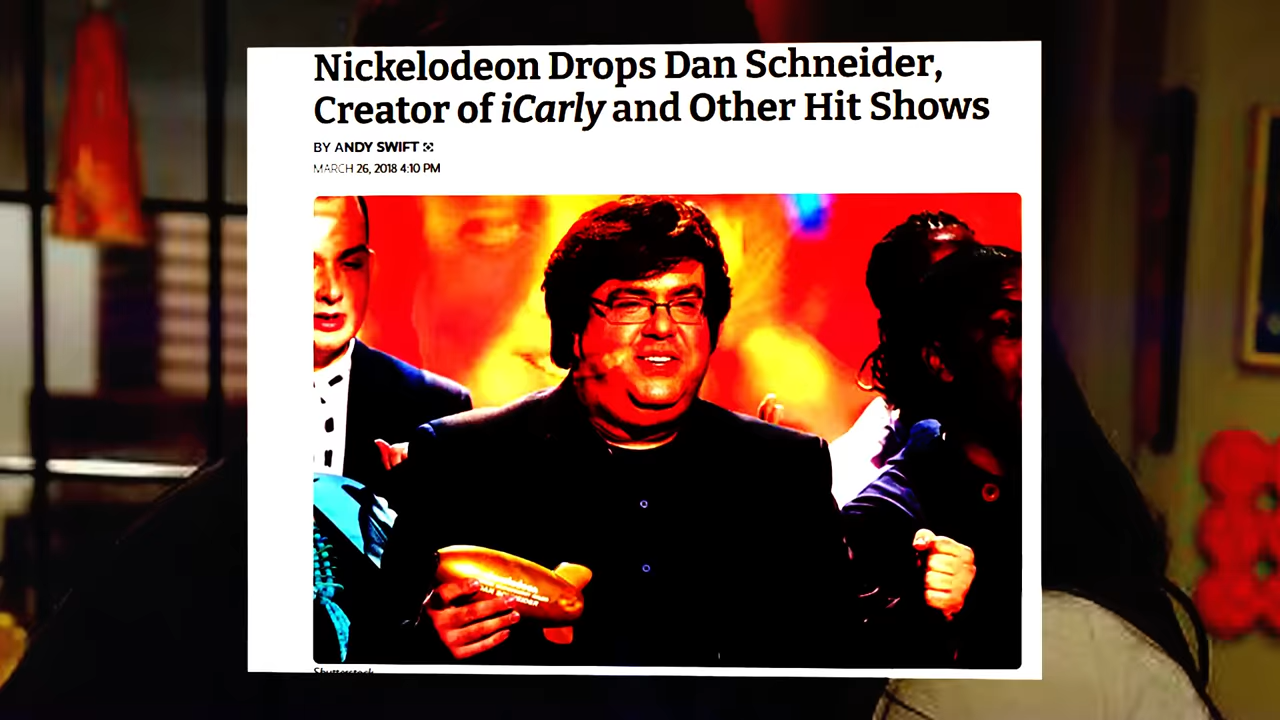 Nickelodeon Drops Dan Schneider,
Creator of iCarly and Other Hit Shows
BY ANDY SWIFT
MARCH 26, 2018 4:10 PM
Shutterstock